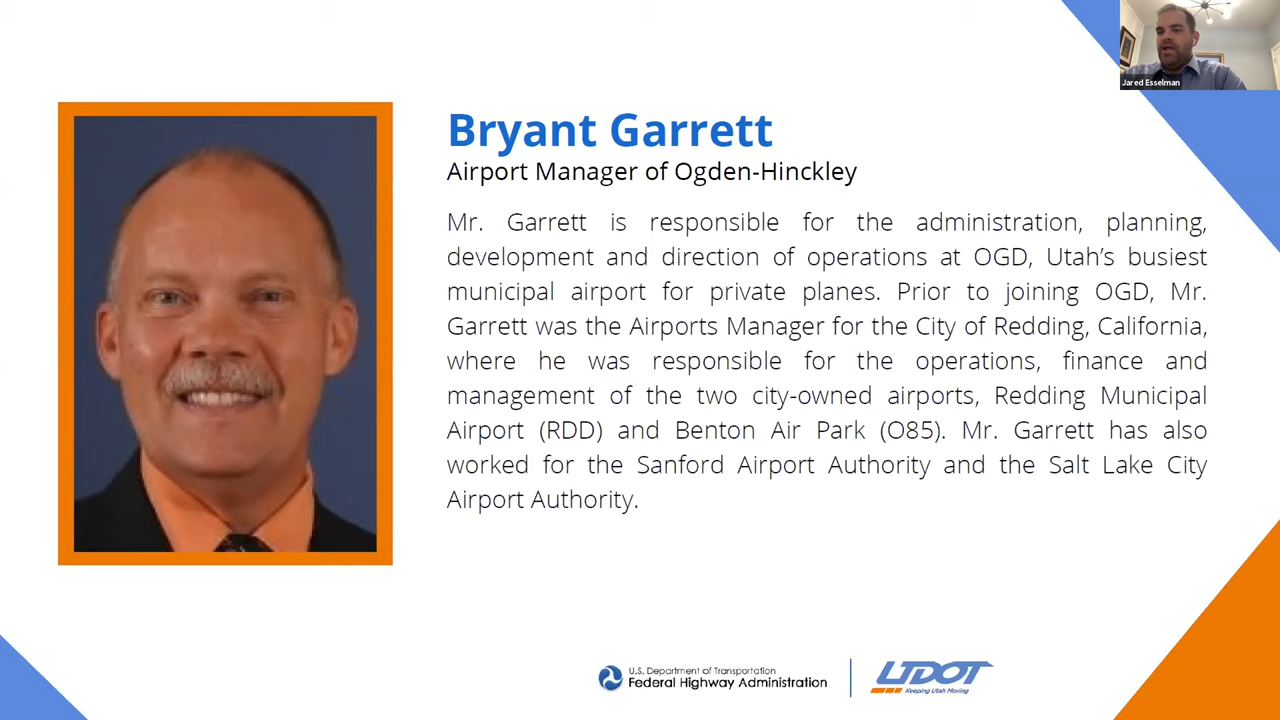 Jared Esselman
Bryant Garrett
Airport Manager of Ogden-Hinckley
Mr. Garrett is responsible for the administration, planning,
development and direction of operations at OGD, Utah's busiest
municipal airport for private planes. Prior to joining OGD, Mr.
Garrett was the Airports Manager for the City of Redding, California,
where he was responsible for the operations, finance and
management of the two city-owned airports, Redding Municipal
Airport (RDD) and Benton Air Park (O85). Mr. Garrett has also
worked for the Sanford Airport Authority and the Salt Lake City
Airport Authority.
U.S. Department of Transportation
Federal Highway Administration
UDOT
Keeping Utah Moving